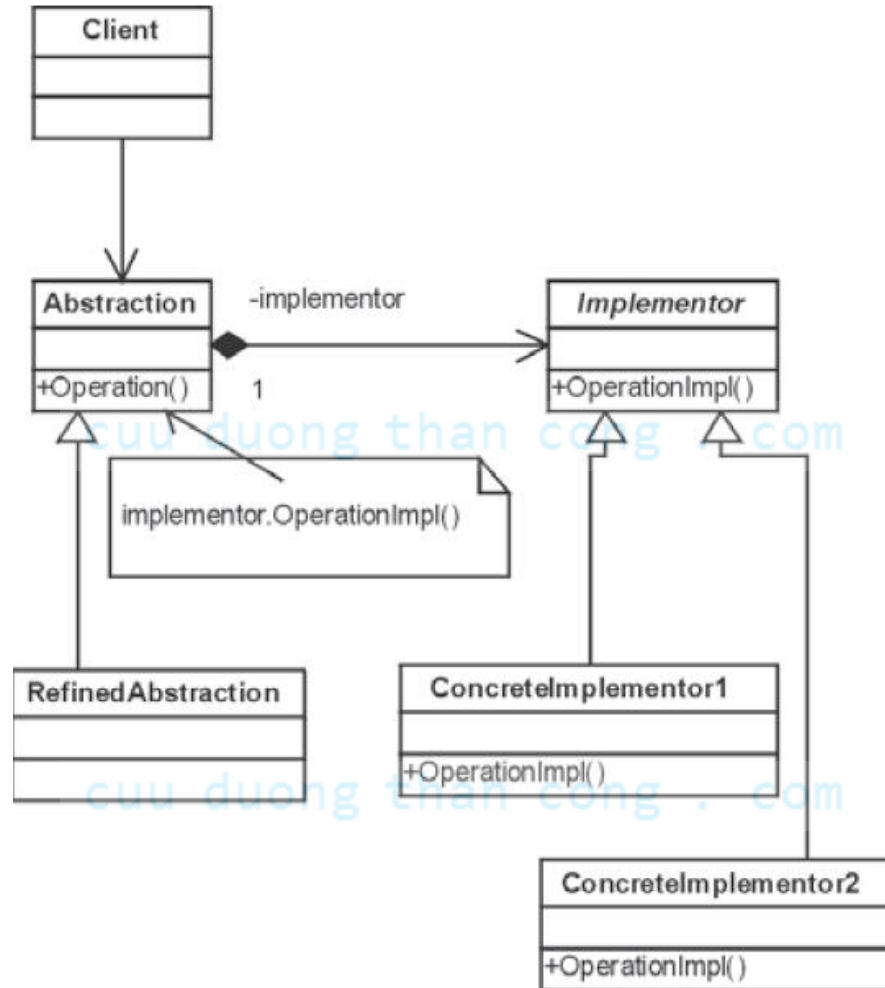 Client
Abstraction
-implementor
Implementor
+Operation()
1
+OperationImpl()
cuu duong than cong . com
implementor.OperationImpl()
RefinedAbstraction
ConcreteImplementor1
+OperationImpl()
cuu duong than cong . com
ConcreteImplementor2
+OperationImpl()